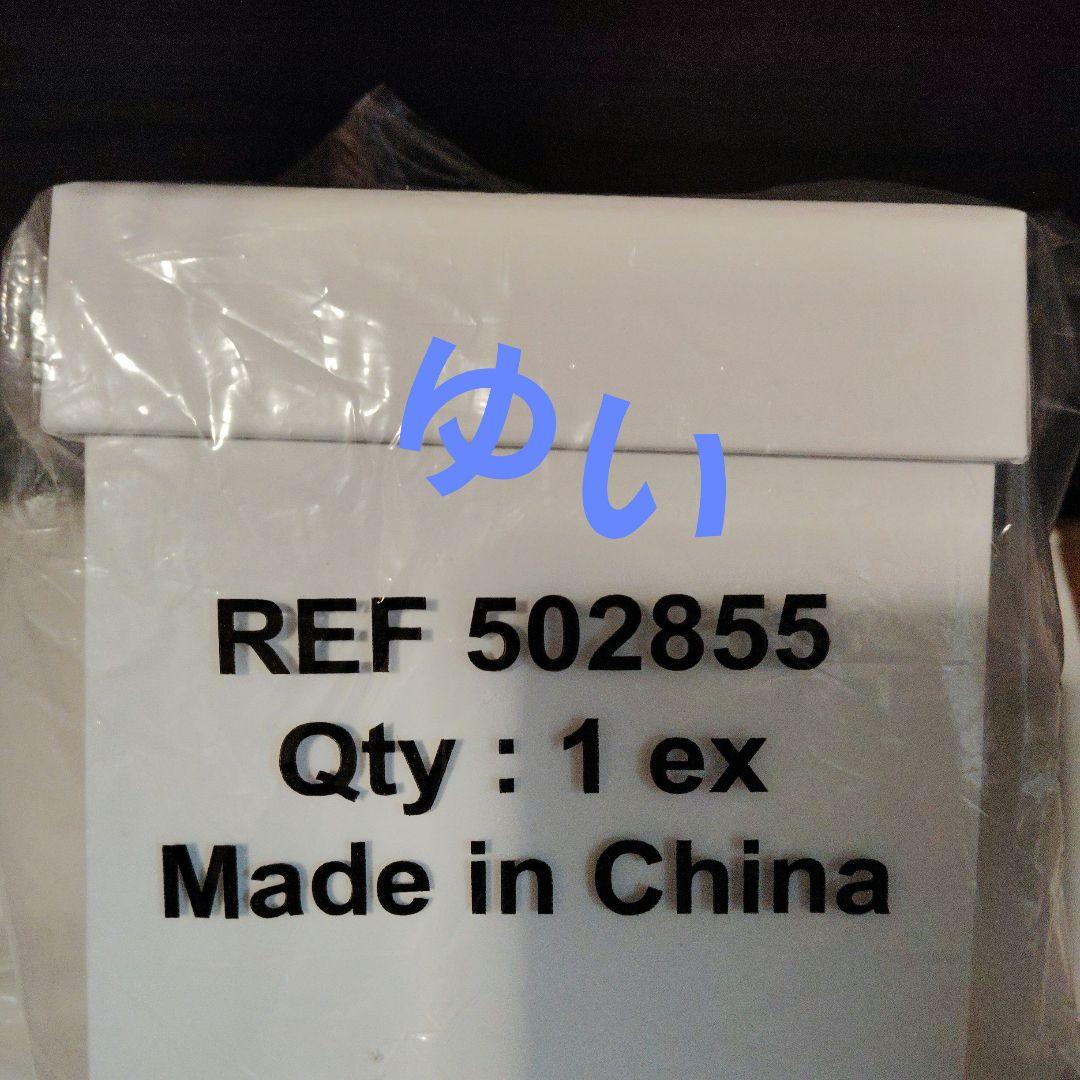 ゆい
REF 502855
Qty : 1 ex
Made in China